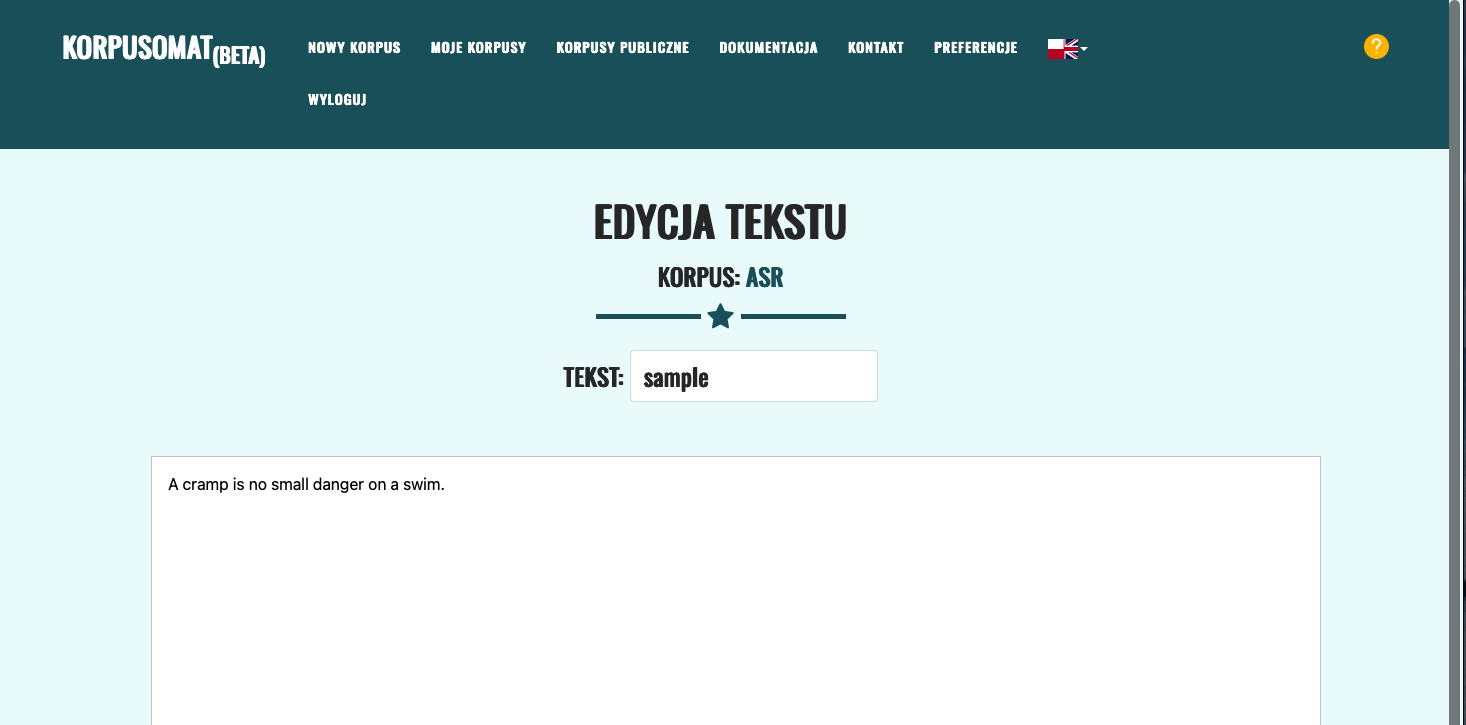 KORPUSOMAT(BETA)
NOWY KORPUS MOJE KORPUSY KORPUSY PUBLICZNE DOKUMENTACJA KONTAKT PREFERENCJE ?
WYLOGUJ
EDYCJA TEKSTU
KORPUS: ASR
TEKST: sample
A cramp is no small danger on a swim.